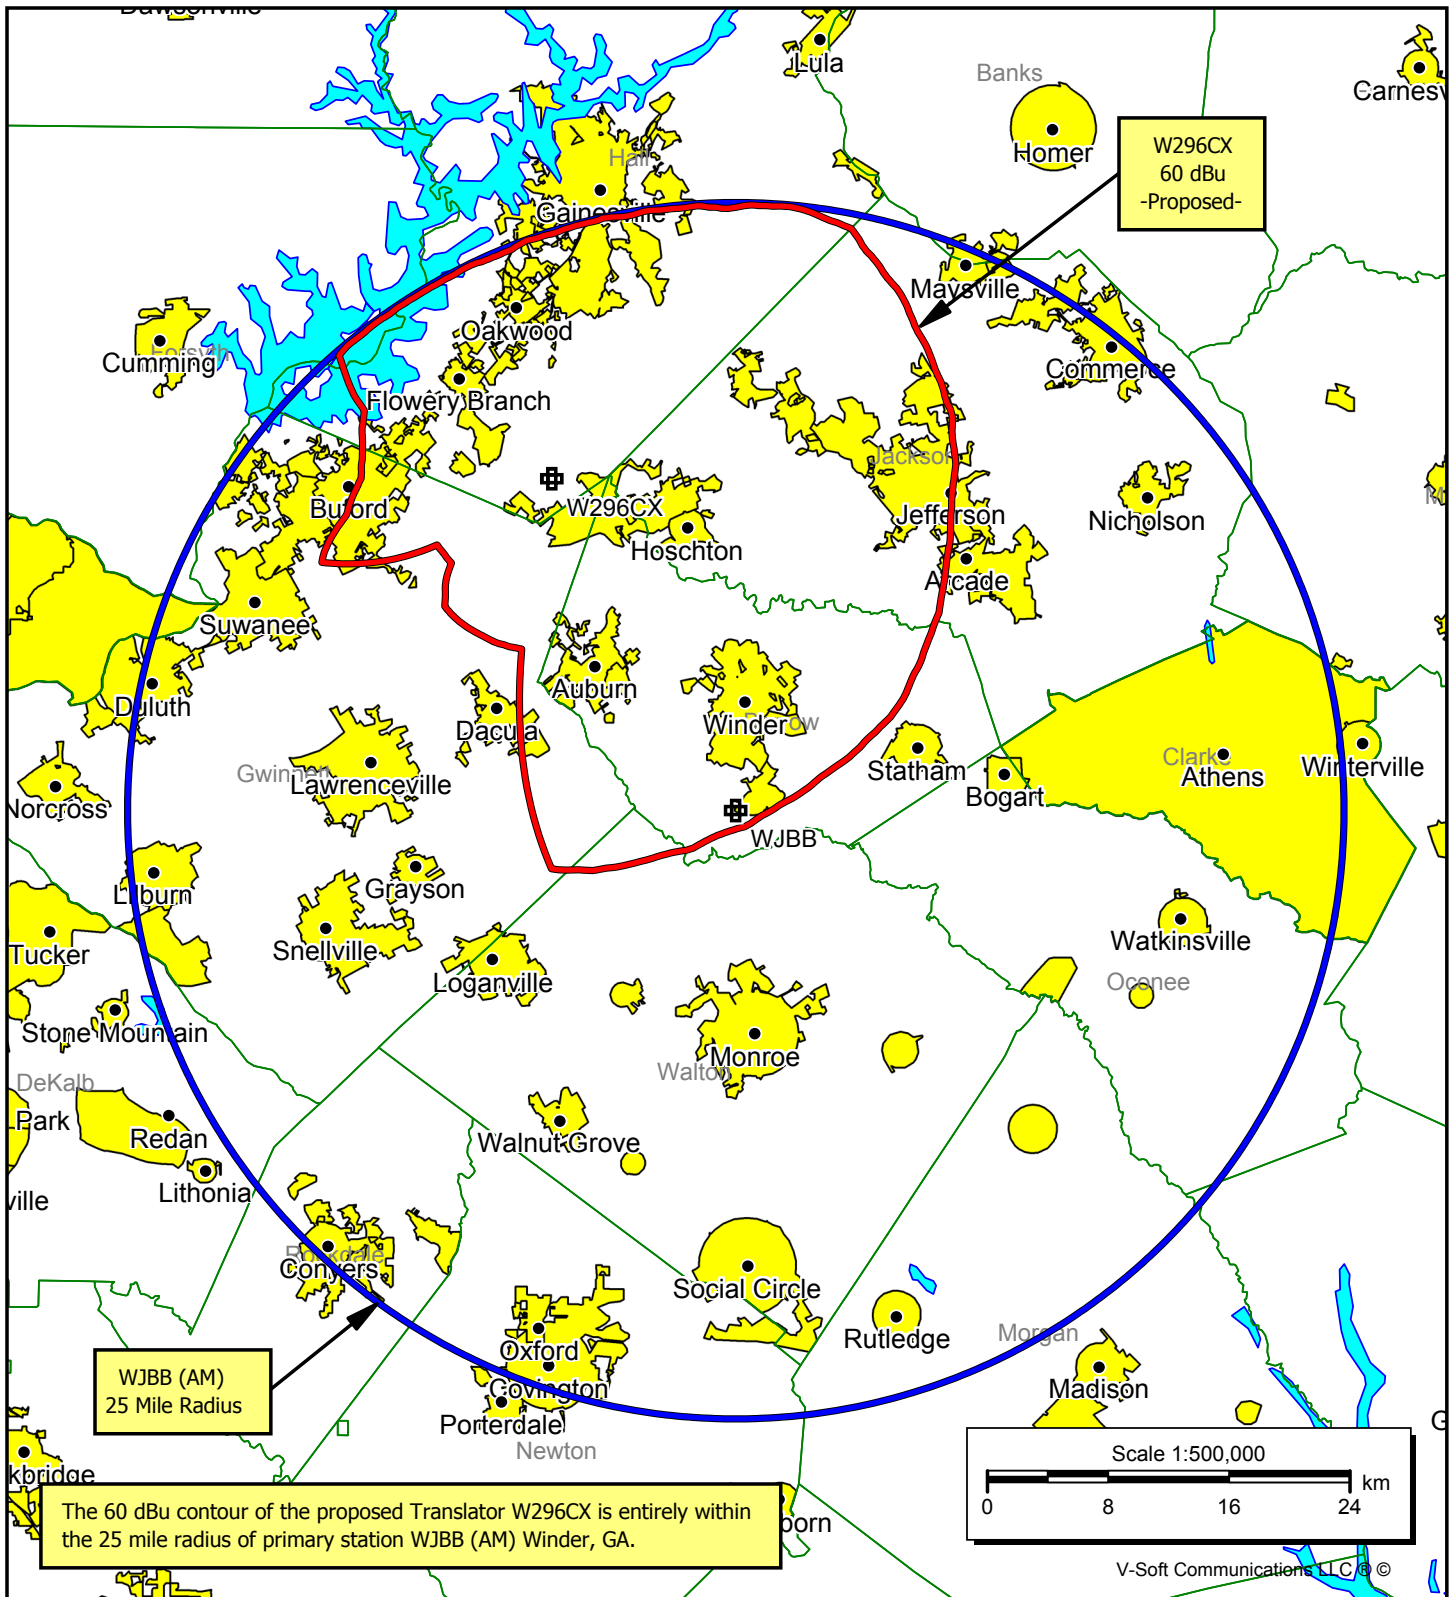 Dawsonville
Lula
Banks
Carnesv
Homer
W296CX
60 dBu
-Proposed-
Hall
Gainesville
Maysville
Oakwood
Cumming
Forsyth
Commerce
Flowery Branch
Jackson
Buford
W296CX
Jefferson
Nicholson
M
Hoschton
Arcade
Suwanee
Auburn
Duluth
Dacula
Winder
Statham
Clarke
Athens
Winterville
Gwinnett
Lawrenceville
Bogart
Norcross
WJBB
Lilburn
Grayson
Tucker
Snellville
Watkinsville
Loganville
Oconee
Stone Mountain
Monroe
Walton
DeKalb
Park
Redan
Walnut Grove
Lithonia
ville
Rockdale
Conyers
Social Circle
Rutledge
Morgan
Oxford
WJBB (AM)
25 Mile Radius
Covington
Madison
Porterdale
Newton
G
kbridge
Scale 1:500,000
km
0 8 16 24
The 60 dBu contour of the proposed Translator W296CX is entirely within
the 25 mile radius of primary station WJBB (AM) Winder, GA.
born
V-Soft Communications LLC ® ©